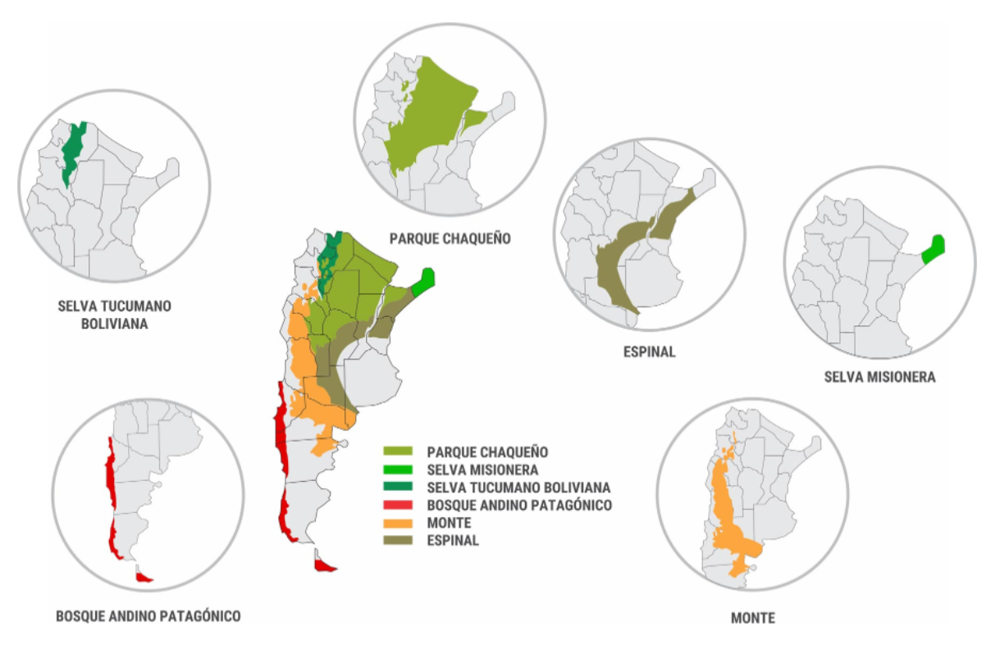 PARQUE CHAQUEÑO
SELVA TUCUMANO
BOLIVIANA
ESPINAL
SELVA MISIONERA
PARQUE CHAQUEÑO
SELVA MISIONERA
SELVA TUCUMANO BOLIVIANA
BOSQUE ANDINO PATAGÓNICO
MONTE
ESPINAL
BOSQUE ANDINO PATAGÓNICO
MONTE